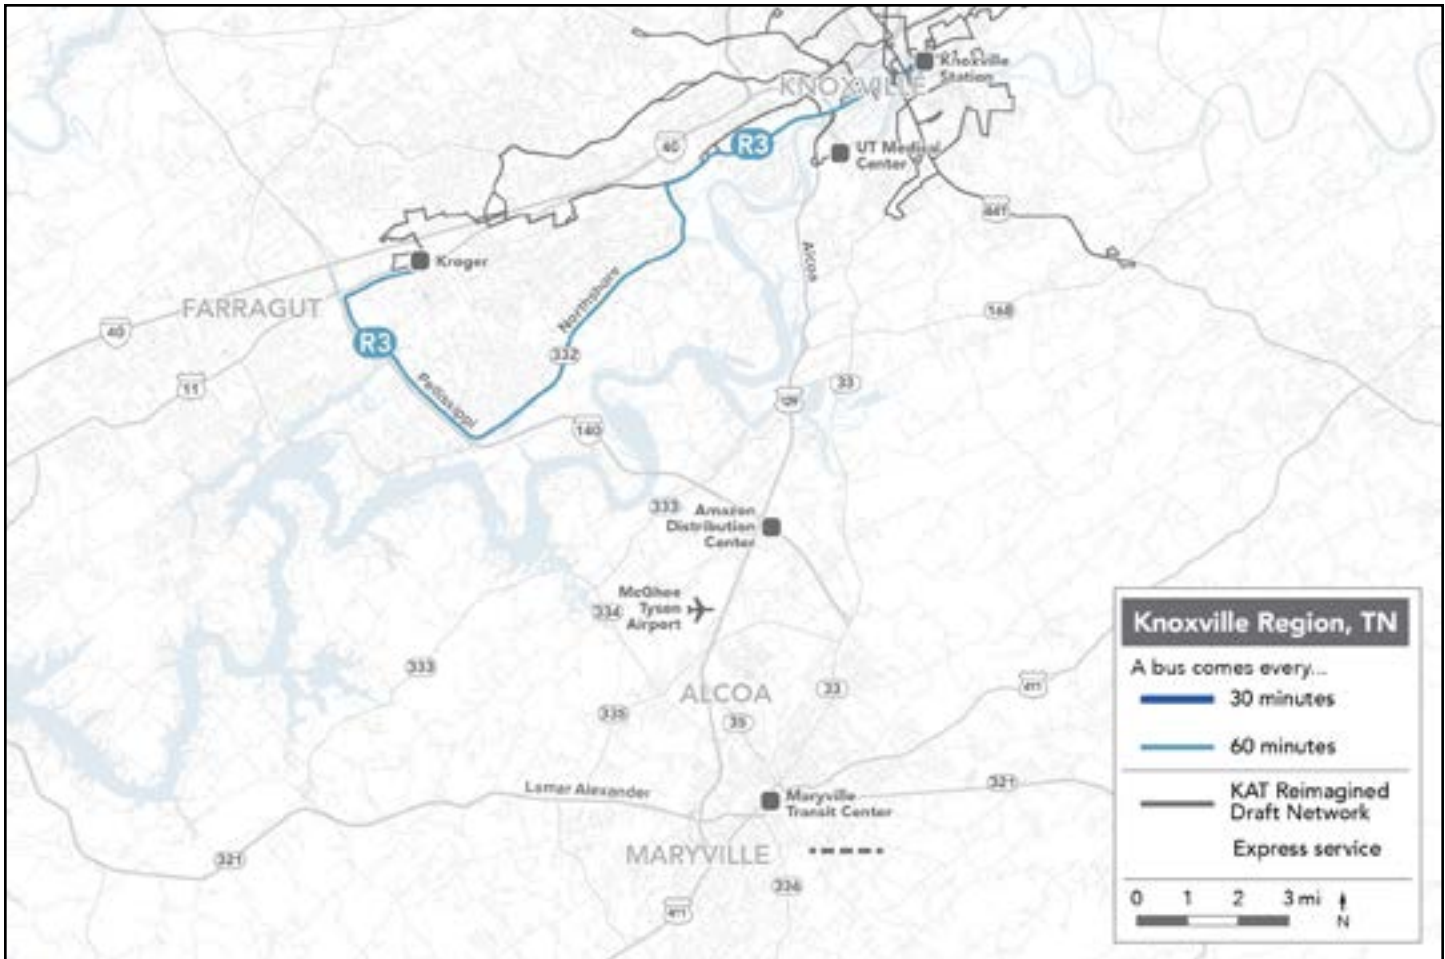 Knoxville
Station
KNOXVILLE
R3
40
UT Medical
Center
441
Kroger
Alcoa
Northshore
FARRAGUT
168
40
R3
332
11
Pellissippi
33
129
140
333
Amazon
Distribution
Center
McGhee
Tyson
Airport
334
333
ALCOA
33
411
335
35
Lamar Alexander
321
Maryville
Transit Center
321
MARYVILLE
336
411
Knoxville Region, TN
A bus comes every...
30 minutes
60 minutes
KAT Reimagined
Draft Network
Express service
0 1 2 3 mi
N